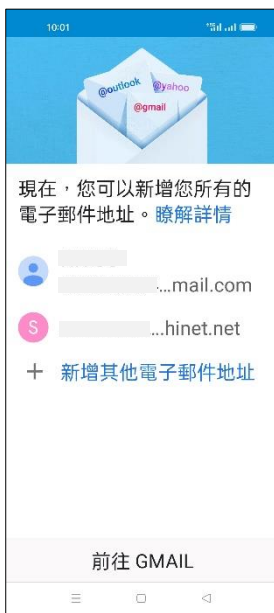 10:01
@outlook @yahoo
@gmail
現在，您可以新增您所有的
電子郵件地址。瞭解詳情
...mail.com
S ...hinet.net
+ 新增其他電子郵件地址
前往 GMAIL